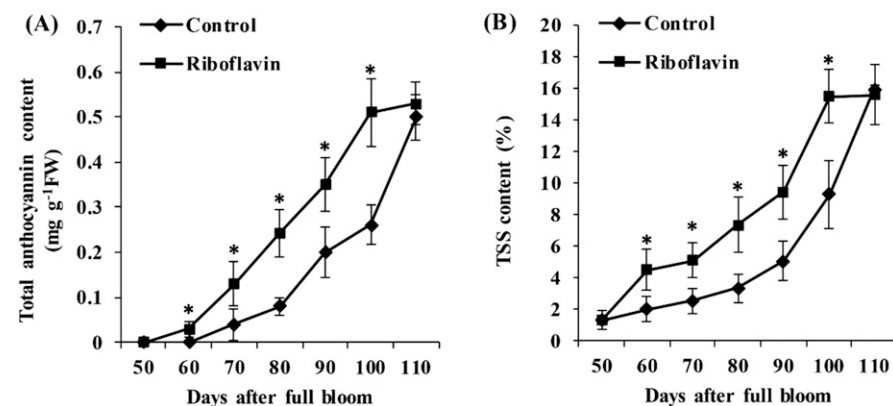 (A)
Control
Riboflavin
Total anthocyannin content
(mg g⁻¹FW)
0.7
0.6
0.5
0.4
0.3
0.2
0.1
0
* * * * *
50 60 70 80 90 100 110
Days after full bloom
(B)
Control
Riboflavin
TSS content (%)
20
18
16
14
12
10
8
6
4
2
0
* * * * *
50 60 70 80 90 100 110
Days after full bloom